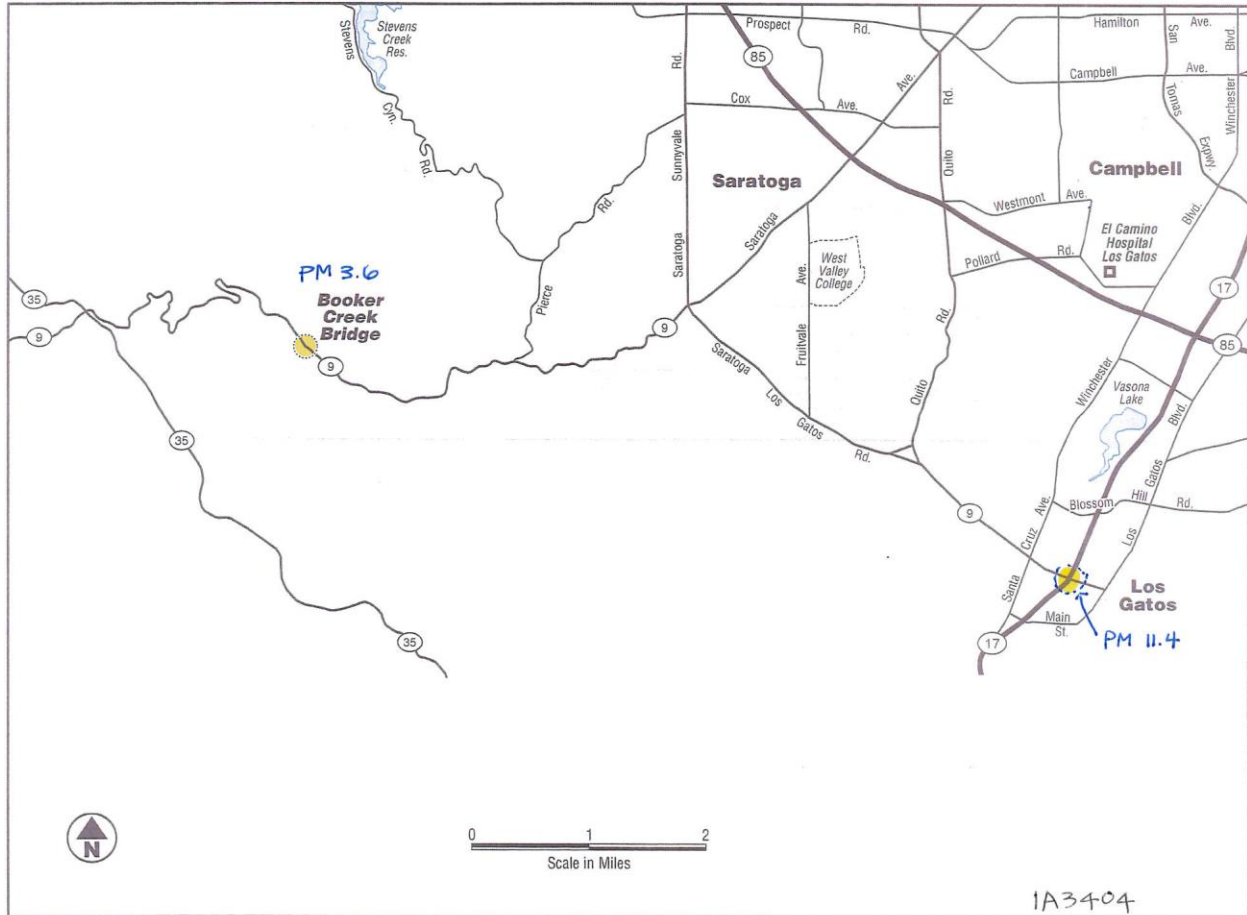 Stevens
Creek
Res.
Stevens
Cyn.
Rd.
Prospect
Rd.
85
Hamilton
Ave.
San
Tomas
Expwy.
Blvd.
Winchester
Campbell
Ave.
Rd.
Sunnyvale
Saratoga
Cox
Ave.
Ave.
Saratoga
Rd.
Quito
Saratoga
Campbell
Westmont
Ave.
Blvd.
El Camino
Hospital
Los Gatos
Pollard
Rd.
West
Valley
College
Ave.
Fruitvale
Rd.
Pierce
PM 3.6
Booker
Creek
Bridge
35
9
9
9
35
35
Saratoga
Los
Gatos
Rd.
Rd.
Quito
17
85
Winchester
Vasona
Lake
Blvd.
Gatos
Los
Blossom
Hill
Rd.
Ave.
Cruz
Santa
9
Los
Gatos
Main
St.
17
PM 11.4
N
0 1 2
Scale in Miles
1A3404